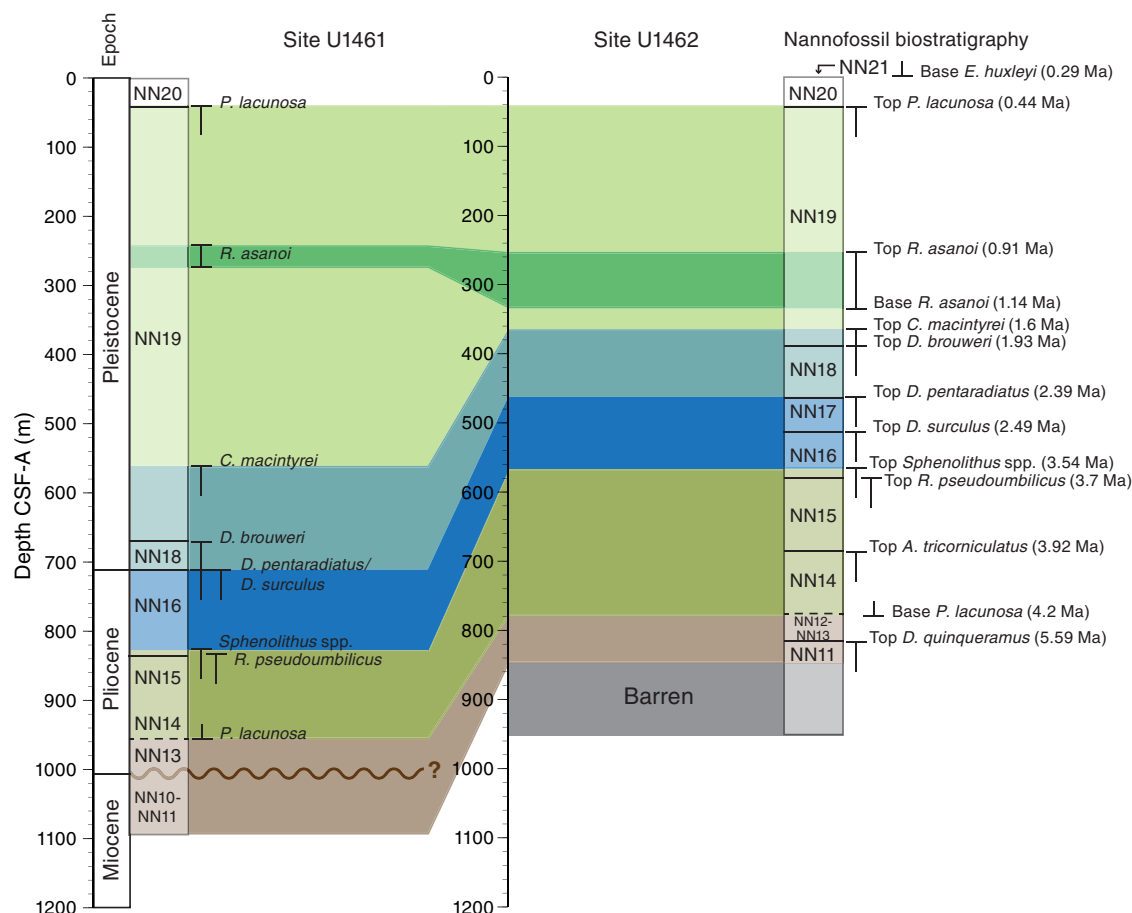 Epoch
Site U1461
Site U1462
Nannofossil biostratigraphy
Depth CSF-A (m)
0
100
200
300
400
500
600
700
800
900
1000
1100
1200
Pleistocene
Pliocene
Miocene
NN20
NN19
NN18
NN16
NN15
NN14
NN13
NN10-
NN11
P. lacunosa
R. asanoi
C. macintyrei
D. brouweri
D. pentaradiatus/
D. surculus
Sphenolithus spp.
R. pseudoumbilicus
P. lacunosa
?
0
100
200
300
400
500
600
700
800
900
1000
1100
1200
Barren
NN21
NN20
NN19
NN18
NN17
NN16
NN15
NN14
NN12-
NN13
NN11
Base E. huxleyi (0.29 Ma)
Top P. lacunosa (0.44 Ma)
Top R. asanoi (0.91 Ma)
Base R. asanoi (1.14 Ma)
Top C. macintyrei (1.6 Ma)
Top D. brouweri (1.93 Ma)
Top D. pentaradiatus (2.39 Ma)
Top D. surculus (2.49 Ma)
Top Sphenolithus spp. (3.54 Ma)
Top R. pseudoumbilicus (3.7 Ma)
Top A. tricorniculatus (3.92 Ma)
Base P. lacunosa (4.2 Ma)
Top D. quinqueramus (5.59 Ma)